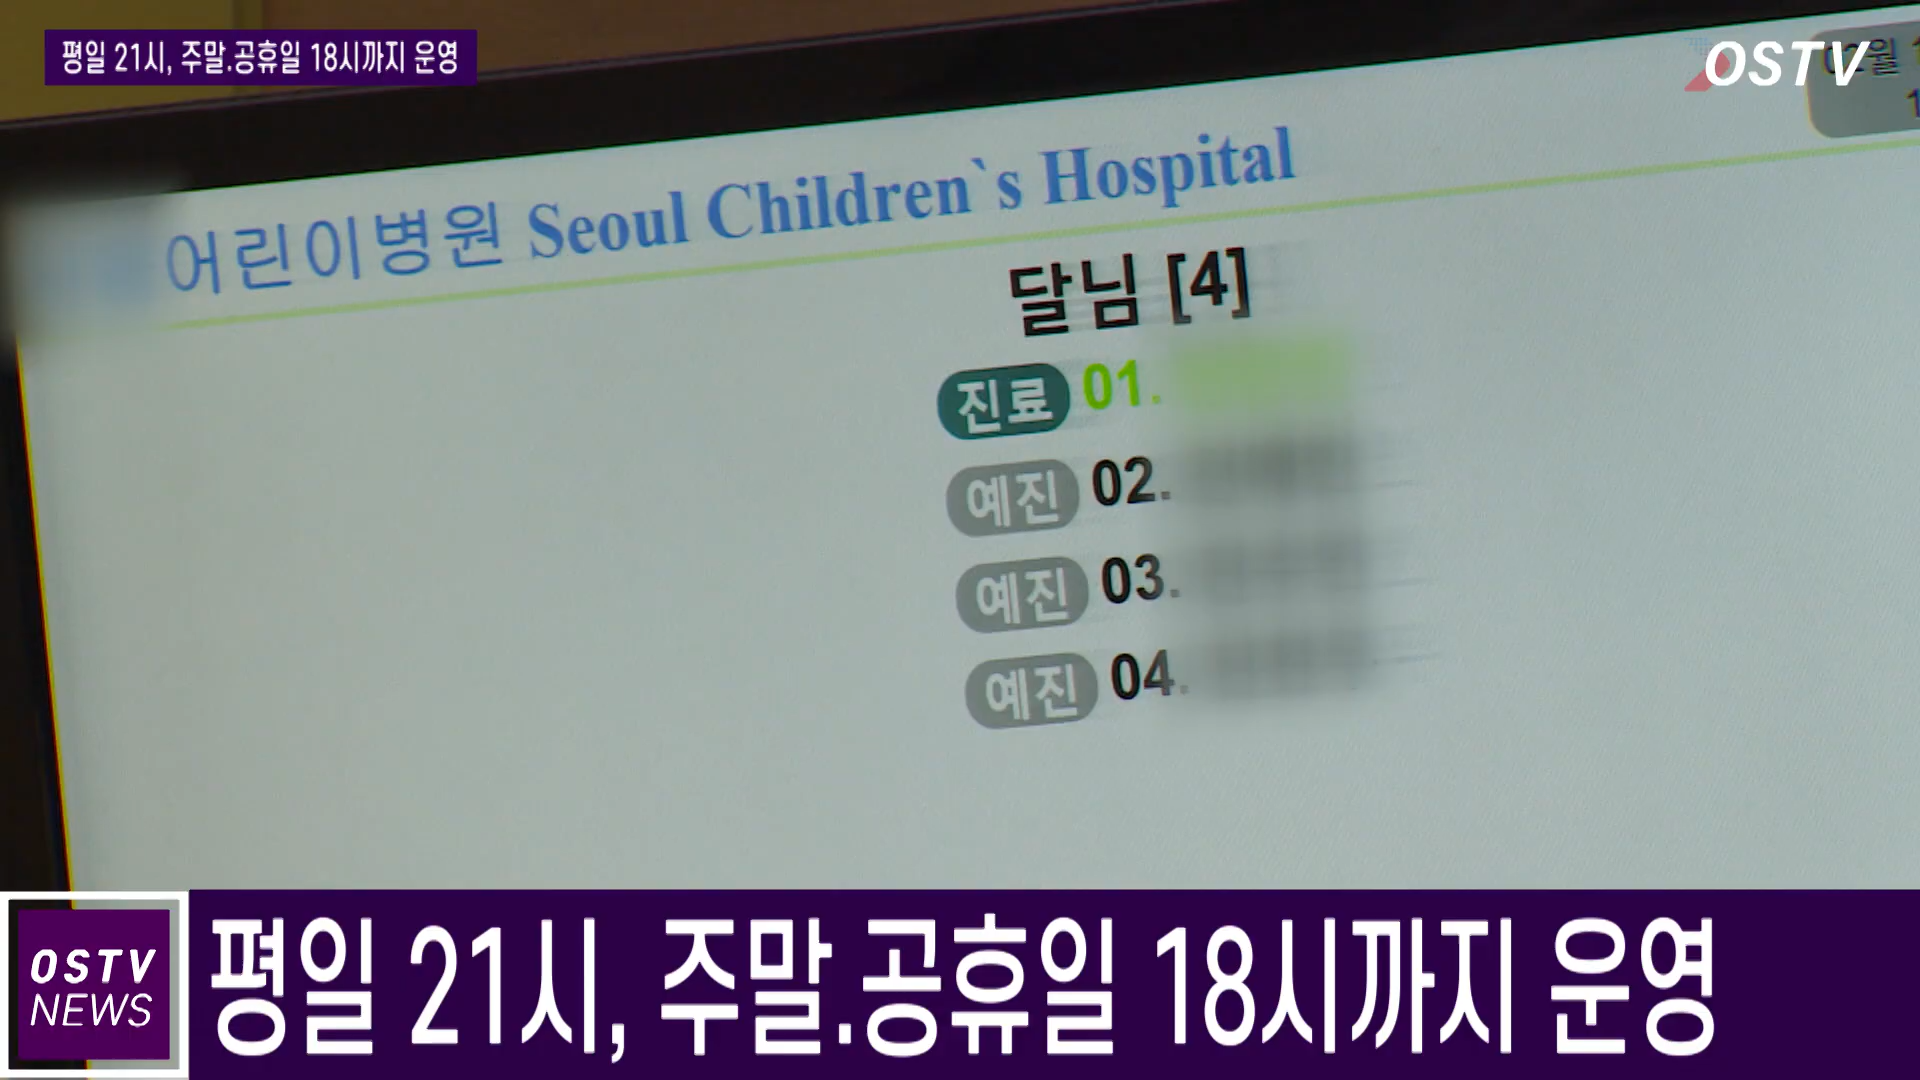 평일 21시, 주말.공휴일 18시까지 운영
OSTV
02월
어린이병원 Seoul Children`s Hospital
달님 [4]
진료 01.
예진 02.
예진 03.
예진 04.
OSTV
NEWS
평일 21시, 주말.공휴일 18시까지 운영